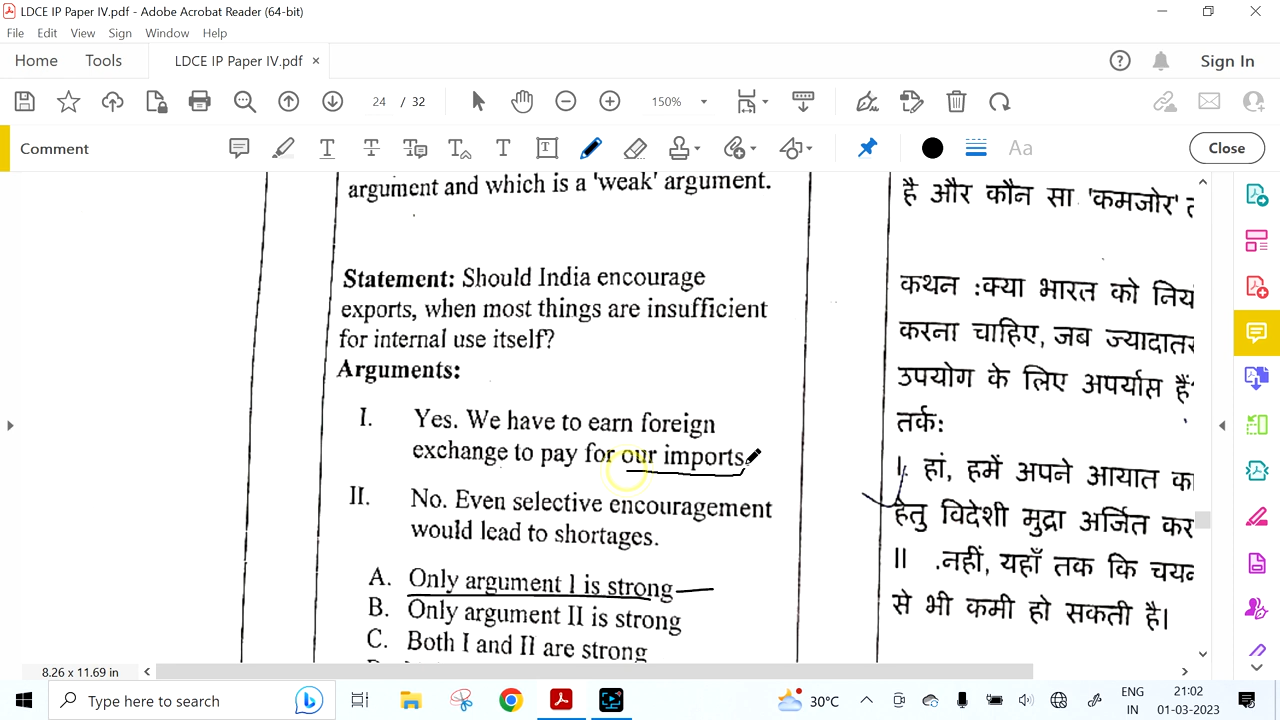 LDCE IP Paper IV.pdf - Adobe Acrobat Reader (64-bit)
File Edit View Sign Window Help
Home Tools LDCE IP Paper IV.pdf × Sign In
24 / 32 150%
Comment Aa Close
argument and which is a 'weak' argument.
Statement: Should India encourage
exports, when most things are insufficient
for internal use itself?
Arguments:
I. Yes. We have to earn foreign
exchange to pay for our imports.
II. No. Even selective encouragement
would lead to shortages.
A. Only argument I is strong
B. Only argument II is strong
C. Both I and II are strong
है और कौन सा 'कमजोर'
कथन :क्या भारत को
करना चाहिए, जब
उपयोग के लिए अपर्याप्त हैं
तर्क:
I. हां, हमें अपने आयात
हेतु विदेशी मुद्रा अर्जित
II .नहीं, यहाँ तक कि
से भी कमी हो सकती है।
8.26 x 11.69 in
Type here to search 30°C ENG
IN 21:02
01-03-2023